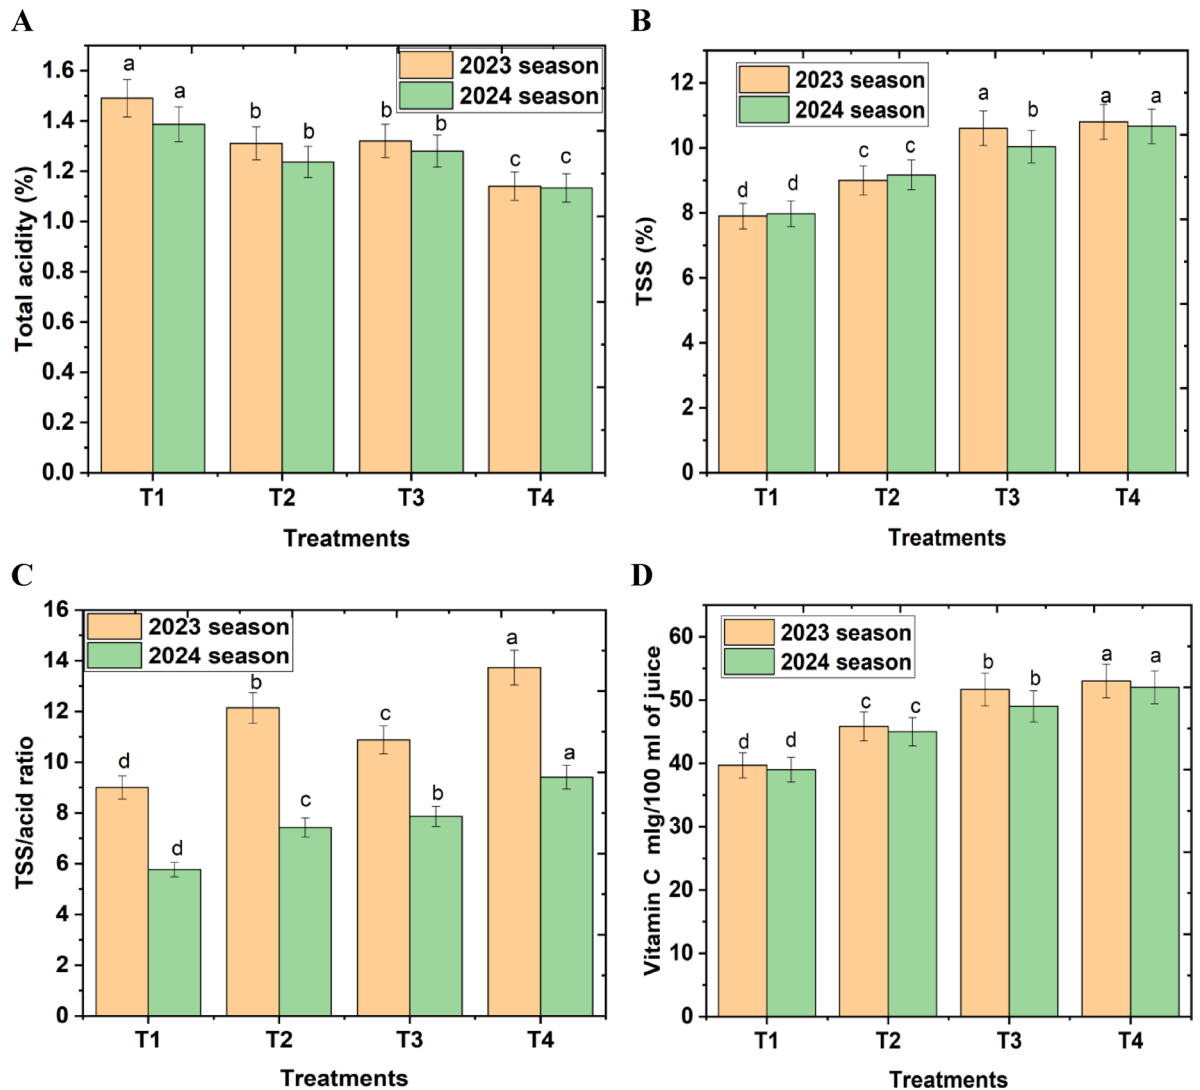 A
Total acidity (%)
1.6
1.4
1.2
1.0
0.8
0.6
0.4
0.2
0.0
2023 season
2024 season
a
a
b
b
b
b
c
c
T1
T2
T3
T4
Treatments
B
TSS (%)
12
10
8
6
4
2
0
2023 season
2024 season
d
d
c
c
a
b
a
a
T1
T2
T3
T4
Treatments
C
TSS/acid ratio
16
14
12
10
8
6
4
2
0
2023 season
2024 season
d
d
b
c
c
b
a
a
T1
T2
T3
T4
Treatments
D
Vitamin C mlg/100 ml of juice
60
50
40
30
20
10
0
2023 season
2024 season
d
d
c
c
b
b
a
a
T1
T2
T3
T4
Treatments